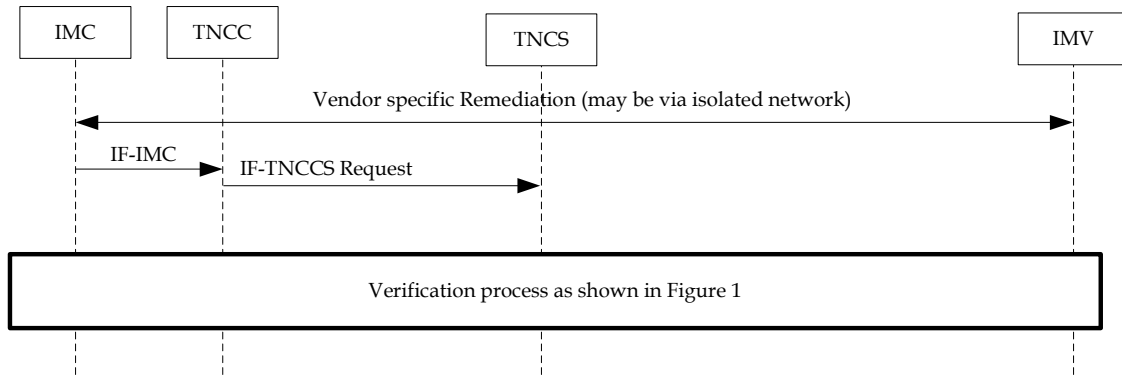 IMC
TNCC
TNCS
IMV
Vendor specific Remediation (may be via isolated network)
IF-IMC
IF-TNCCS Request
Verification process as shown in Figure 1